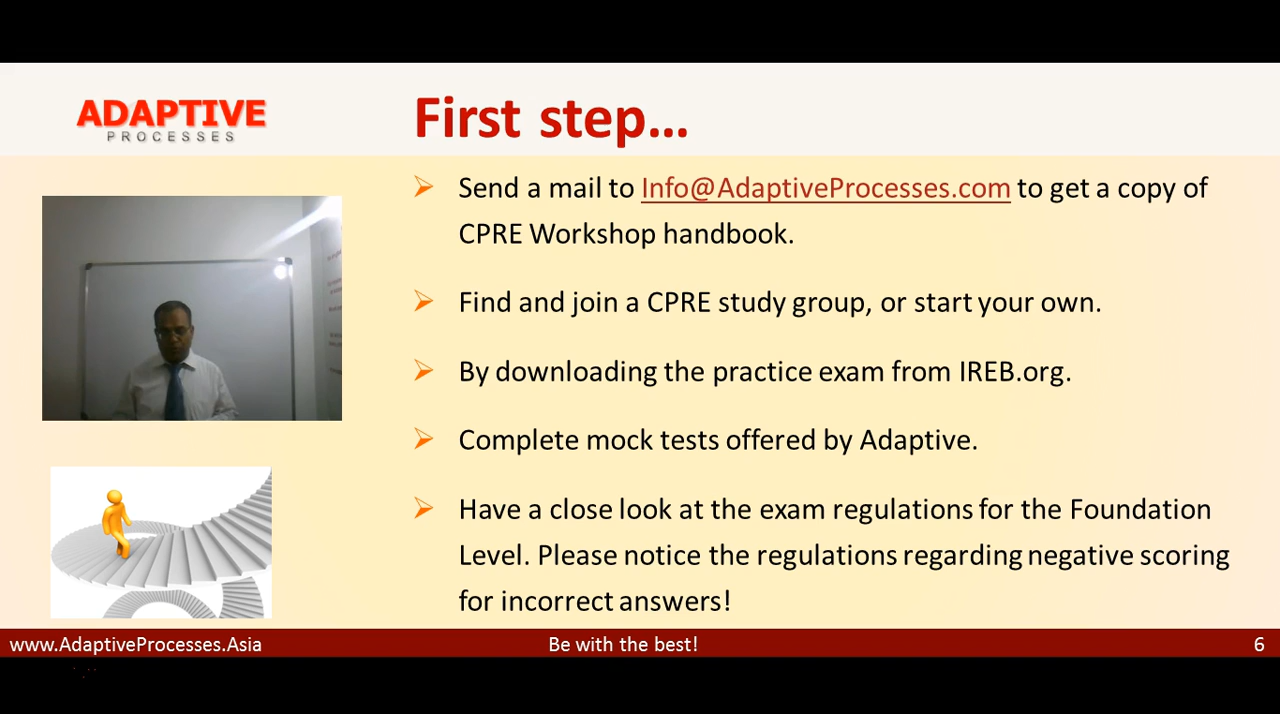 ADAPTIVE
PROCESSES
First step...
Send a mail to Info@AdaptiveProcesses.com to get a copy of
CPRE Workshop handbook.
Find and join a CPRE study group, or start your own.
By downloading the practice exam from IREB.org.
Complete mock tests offered by Adaptive.
Have a close look at the exam regulations for the Foundation
Level. Please notice the regulations regarding negative scoring
for incorrect answers!
www.AdaptiveProcesses.Asia
Be with the best!
6